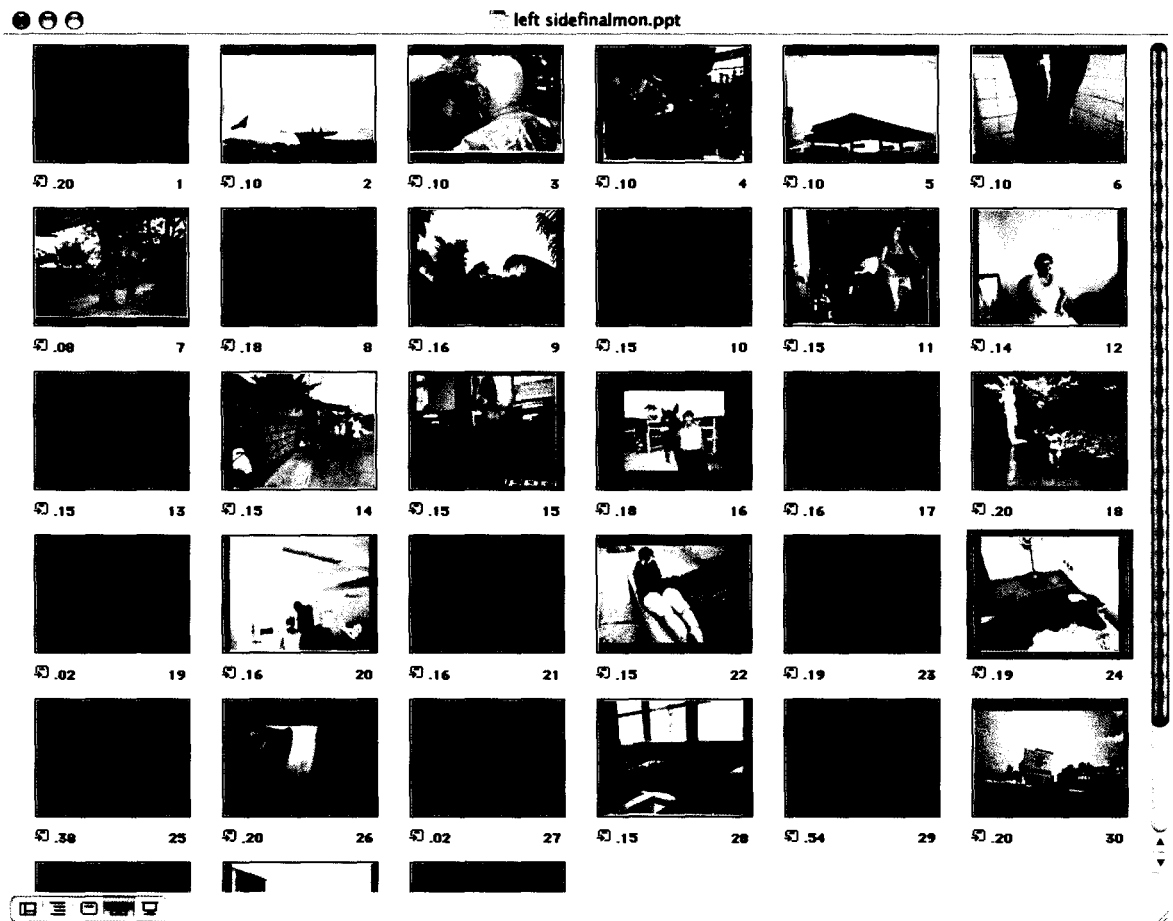 left sidefinalmon.ppt
.20 1 .10 2 .10 3 .10 4 .10 5 .10 6
.08 7 .18 8 .16 9 .15 10 .15 11 .14 12
.15 13 .15 14 .15 15 .18 16 .16 17 .20 18
.02 19 .16 20 .16 21 .15 22 .19 23 .19 24
.38 25 .20 26 .02 27 .15 28 .54 29 .20 30